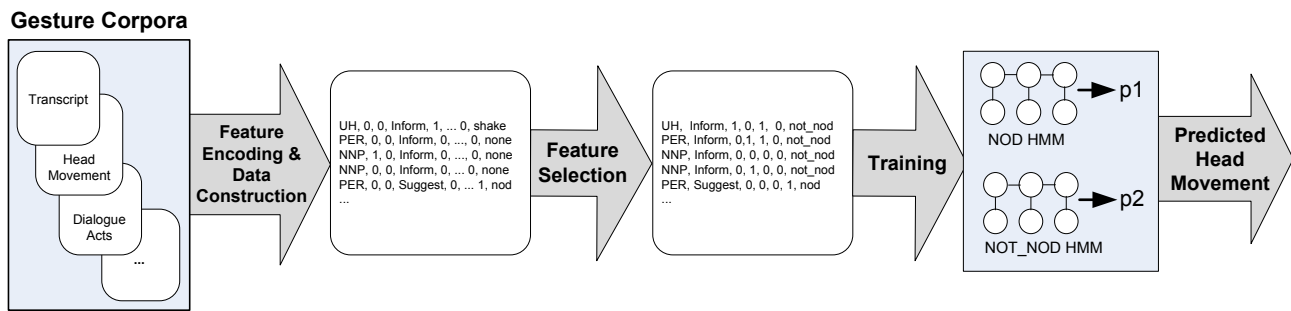 Gesture Corpora
Transcript
Head
Movement
Dialogue
Acts
...
Feature
Encoding &
Data
Construction
UH, 0, 0, Inform, 1, ... 0, shake
PER, 0, 0, Inform, 0, ..., 0, none
NNP, 1, 0, Inform, 0, ..., 0, none
NNP, 0, 0, Inform, 0, ... 0, none
PER, 0, 0, Suggest, 0, ... 1, nod
...
Feature
Selection
UH, Inform, 1, 0, 1, 0, not_nod
PER, Inform, 0,1, 1, 0, not_nod
NNP, Inform, 0, 0, 0, 0, not_nod
NNP, Inform, 0, 1, 0, 0, not_nod
PER, Suggest, 0, 0, 0, 1, nod
...
Training
p1
NOD HMM
p2
NOT_NOD HMM
Predicted
Head
Movement